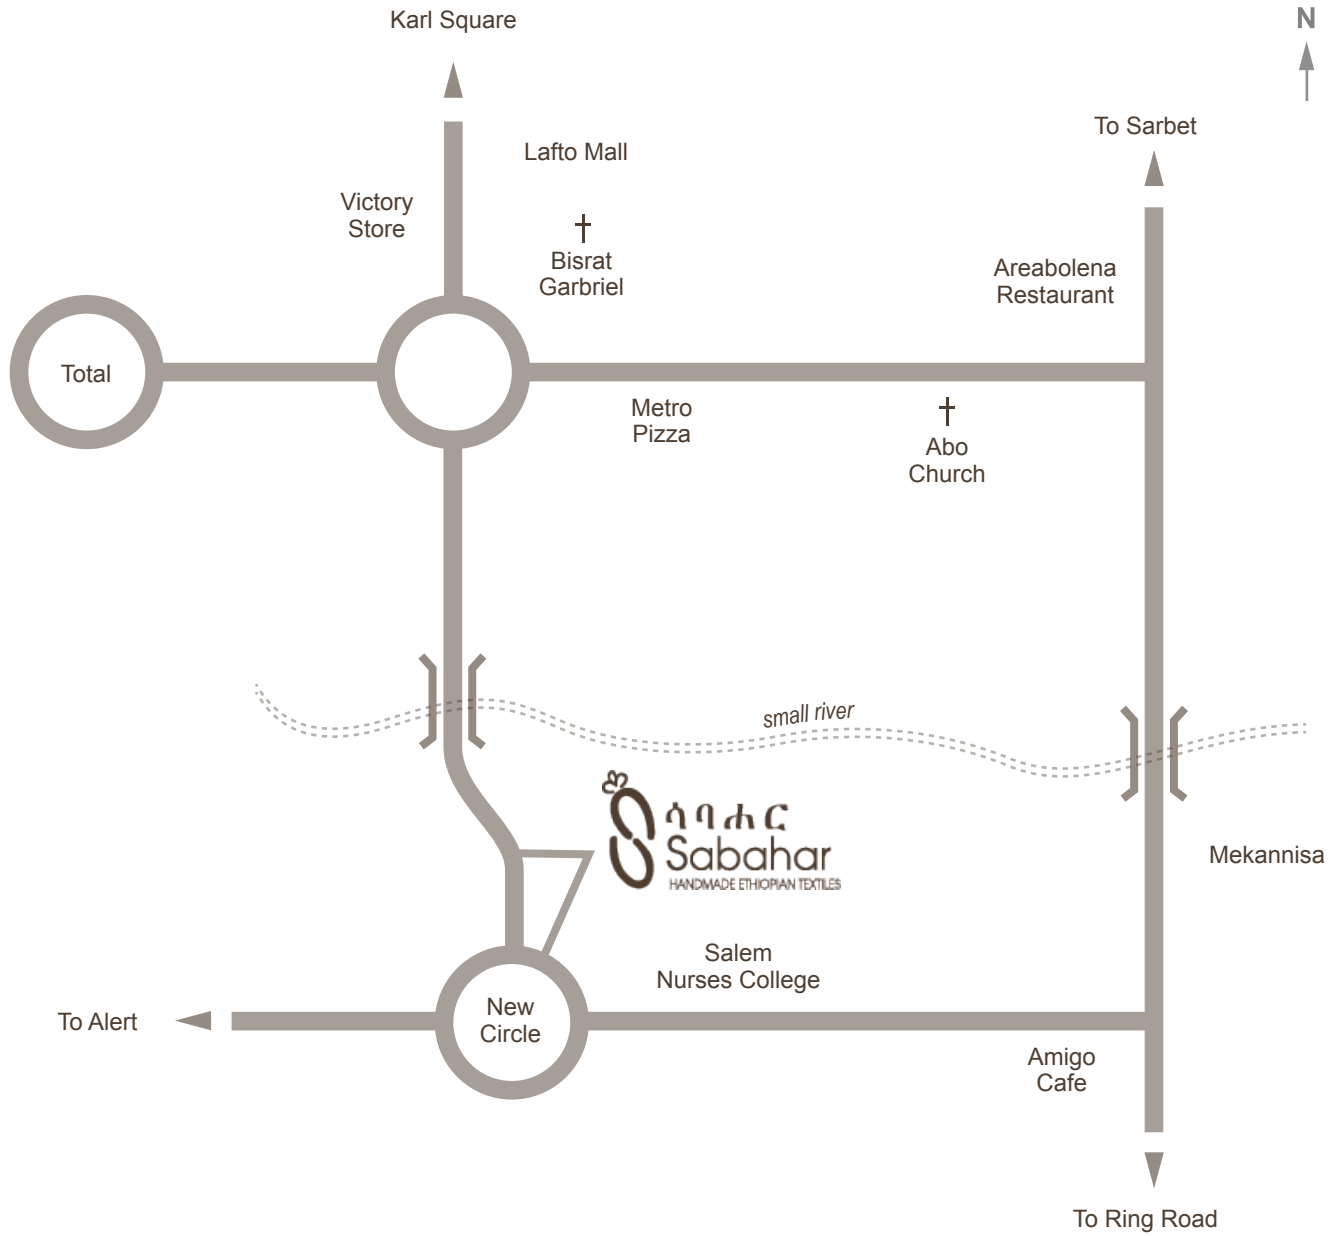 Karl Square
N
To Sarbet
Lafto Mall
Victory
Store
Bisrat
Garbriel
Areabolena
Restaurant
Total
Metro
Pizza
Abo
Church
small river
ሳባሐር
Sabahar
HANDMADE ETHIOPIAN TEXTILES
Mekannisa
Salem
Nurses College
New
Circle
To Alert
Amigo
Cafe
To Ring Road